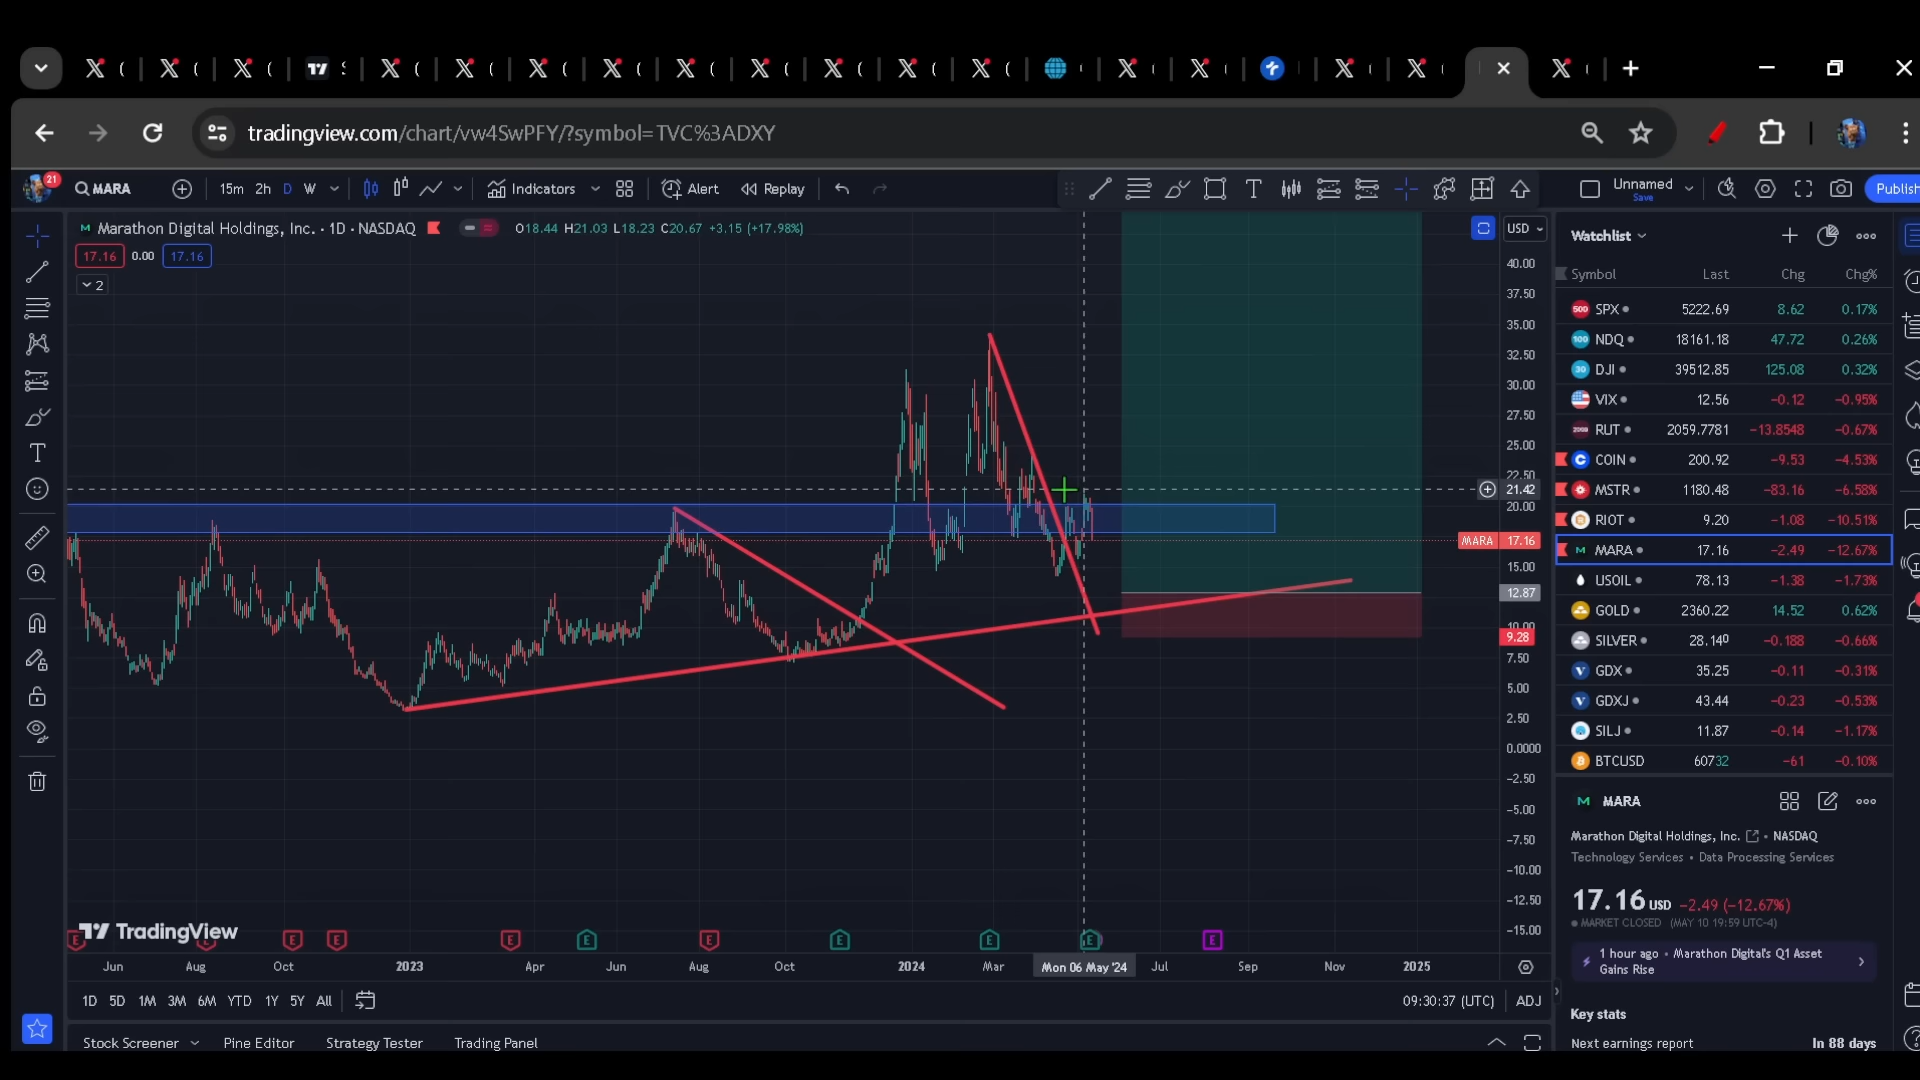 tradingview.com/chart/vw4SwPFY/?symbol=TVC%3ADXY
21
MARA
15m 2h D W
Indicators
Alert
Replay
Unnamed
Save
Publish
M Marathon Digital Holdings, Inc. · 1D · NASDAQ
O18.44 H21.03 L18.23 C20.67 +3.15 (+17.98%)
17.16 0.00 17.16
2
USD
40.00
37.50
35.00
32.50
30.00
27.50
25.00
22.50
21.42
20.00
MARA 17.16
15.00
12.87
10.00
9.28
7.50
5.00
2.50
0.0000
−2.50
−5.00
−7.50
−10.00
−12.50
−15.00
TradingView
E E E E E E E E E E E
Jun Aug Oct 2023 Apr Jun Aug Oct 2024 Mar Mon 06 May '24 Jul Sep Nov 2025
1D 5D 1M 3M 6M YTD 1Y 5Y All
09:30:37 (UTC) ADJ
Stock Screener Pine Editor Strategy Tester Trading Panel
Watchlist
Symbol Last Chg Chg%
SPX 5222.69 8.62 0.17%
NDQ 18161.18 47.72 0.26%
DJI 39512.85 125.08 0.32%
VIX 12.56 −0.12 −0.95%
RUT 2059.7781 −13.8548 −0.67%
COIN 200.92 −9.53 −4.53%
MSTR 1180.48 −83.16 −6.58%
RIOT 9.20 −1.08 −10.51%
MARA 17.16 −2.49 −12.67%
USOIL 78.13 −1.38 −1.73%
GOLD 2360.22 14.52 0.62%
SILVER 28.140 −0.188 −0.66%
GDX 35.25 −0.11 −0.31%
GDXJ 43.44 −0.23 −0.53%
SILJ 11.87 −0.14 −1.17%
BTCUSD 60732 −61 −0.10%
M MARA
Marathon Digital Holdings, Inc. • NASDAQ
Technology Services • Data Processing Services
17.16 USD −2.49 (−12.67%)
MARKET CLOSED (MAY 10 19:59 UTC-4)
1 hour ago • Marathon Digital's Q1 Asset
Gains Rise
Key stats
Next earnings report In 88 days